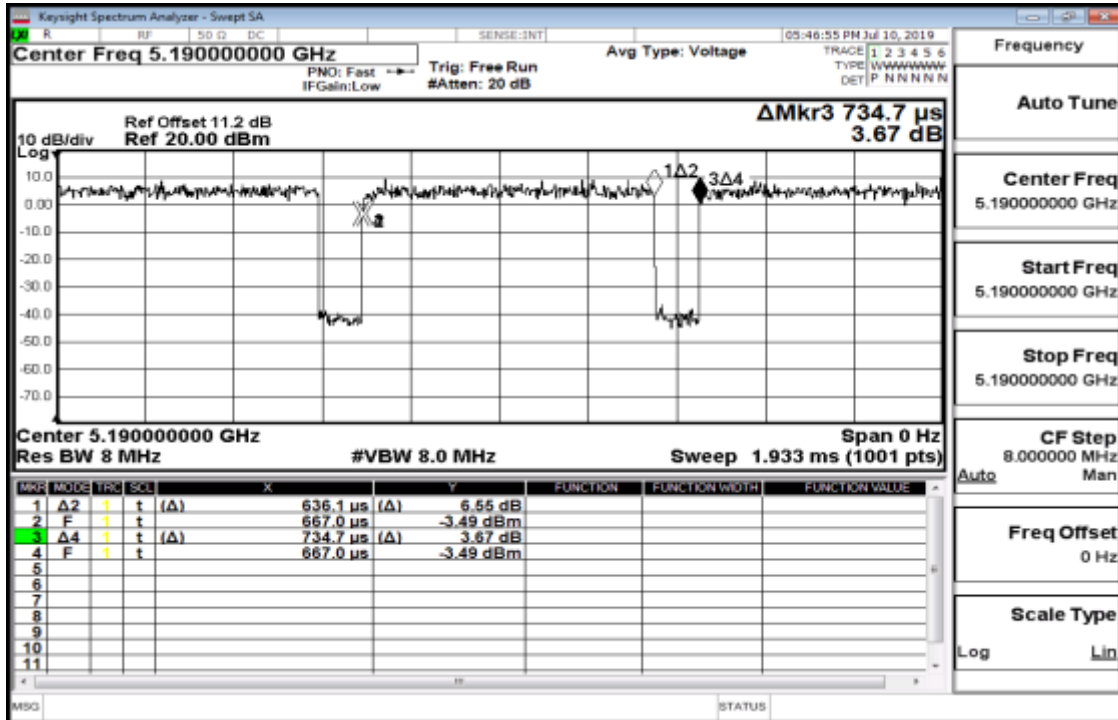 Keysight Spectrum Analyzer - Swept SA
R RF 50 Ω DC SENSE:INT 05:46:55 PM Jul 10, 2019
Center Freq 5.190000000 GHz Avg Type: Voltage TRACE 1 2 3 4 5 6
PNO: Fast Trig: Free Run TYPE WWWWWW
IFGain:Low #Atten: 20 dB DET P N N N N N
ΔMkr3 734.7 µs
3.67 dB
Ref Offset 11.2 dB
10 dB/div Ref 20.00 dBm
Log
10.0
0.00
-10.0
-20.0
-30.0
-40.0
-50.0
-60.0
-70.0
1Δ2
3Δ4
Center 5.190000000 GHz Span 0 Hz
Res BW 8 MHz #VBW 8.0 MHz Sweep 1.933 ms (1001 pts)
MKR MODE TRC SCL X Y FUNCTION FUNCTION WIDTH FUNCTION VALUE
1 Δ2 1 t (Δ) 636.1 µs (Δ) 6.55 dB
2 F 1 t 667.0 µs -3.49 dBm
3 Δ4 1 t (Δ) 734.7 µs (Δ) 3.67 dB
4 F 1 t 667.0 µs -3.49 dBm
5
6
7
8
9
10
11
MSG STATUS
Frequency
Auto Tune
Center Freq
5.190000000 GHz
Start Freq
5.190000000 GHz
Stop Freq
5.190000000 GHz
CF Step
8.000000 MHz
Auto Man
Freq Offset
0 Hz
Scale Type
Log Lin